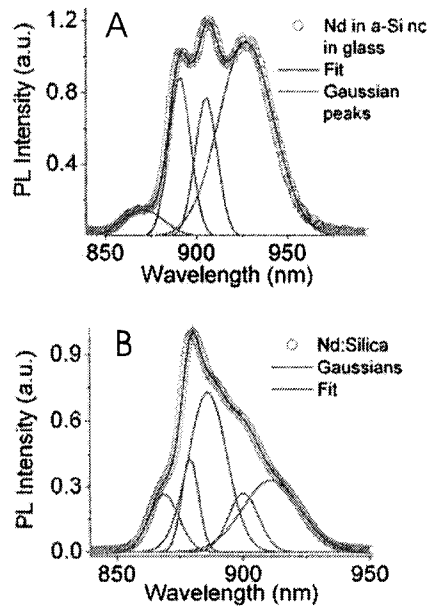 A
Nd in a-Si nc
in glass
Fit
Gaussian
peaks
PL Intensity (a.u.)
1.2
0.8
0.4
850
900
950
Wavelength (nm)
B
Nd:Silica
Gaussians
Fit
PL Intensity (a.u.)
0.9
0.6
0.3
0.0
850
900
950
Wavelength (nm)